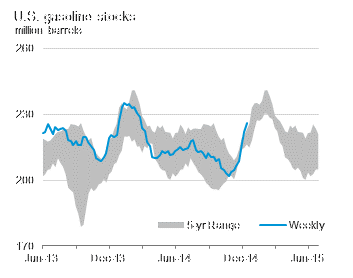 U.S. gasoline stocks
million barrels
260
230
200
170
Jun-13
Dec-13
Jun-14
Dec-14
Jun-15
5-yr Range
Weekly